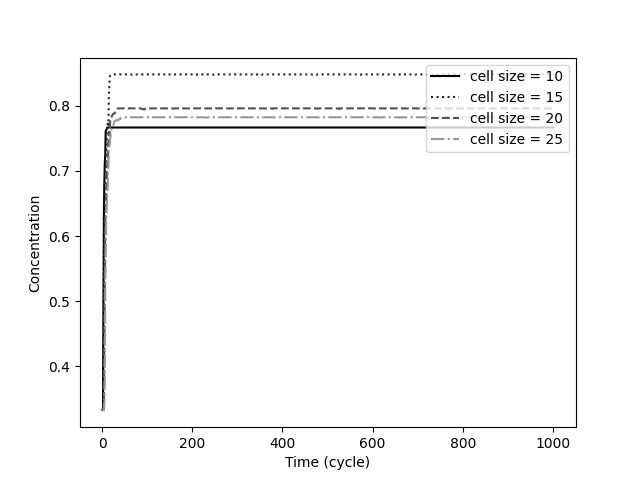 cell size = 10
cell size = 15
cell size = 20
cell size = 25
0.8
0.7
0.6
0.5
0.4
Concentration
0 200 400 600 800 1000
Time (cycle)